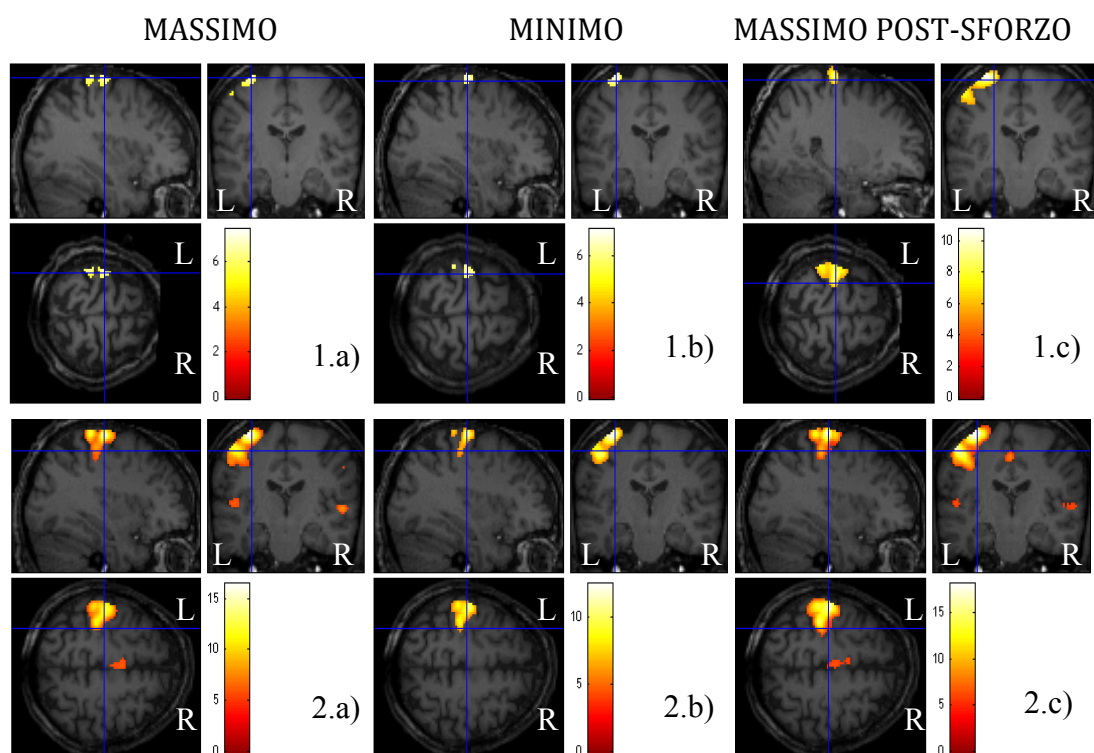 MASSIMO MINIMO MASSIMO POST-SFORZO
L R L R L R
L L L
6 6 10
4 4 8
6
2 2 4
2
0 0 0
R R R
1.a) 1.b) 1.c)
L R L R L R
L L L
15 10 15
10 10
5
5 5
0 0 0
R R R
2.a) 2.b) 2.c)